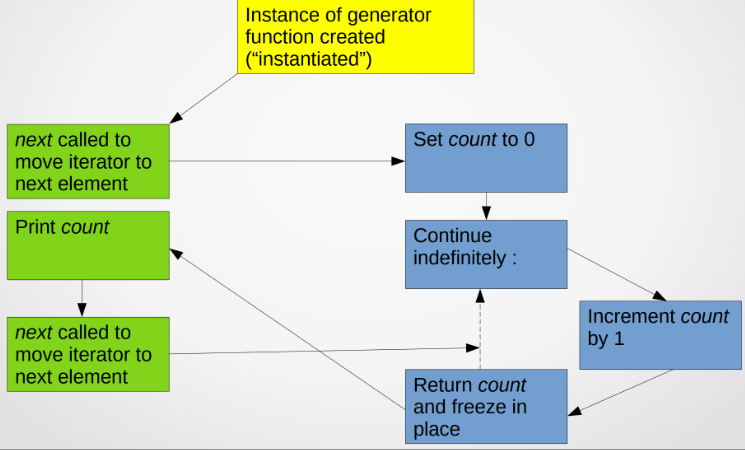 Instance of generator
function created
(“instantiated”)
next called to
move iterator to
next element
Set count to 0
Print count
Continue
indefinitely :
Increment count
by 1
next called to
move iterator to
next element
Return count
and freeze in
place